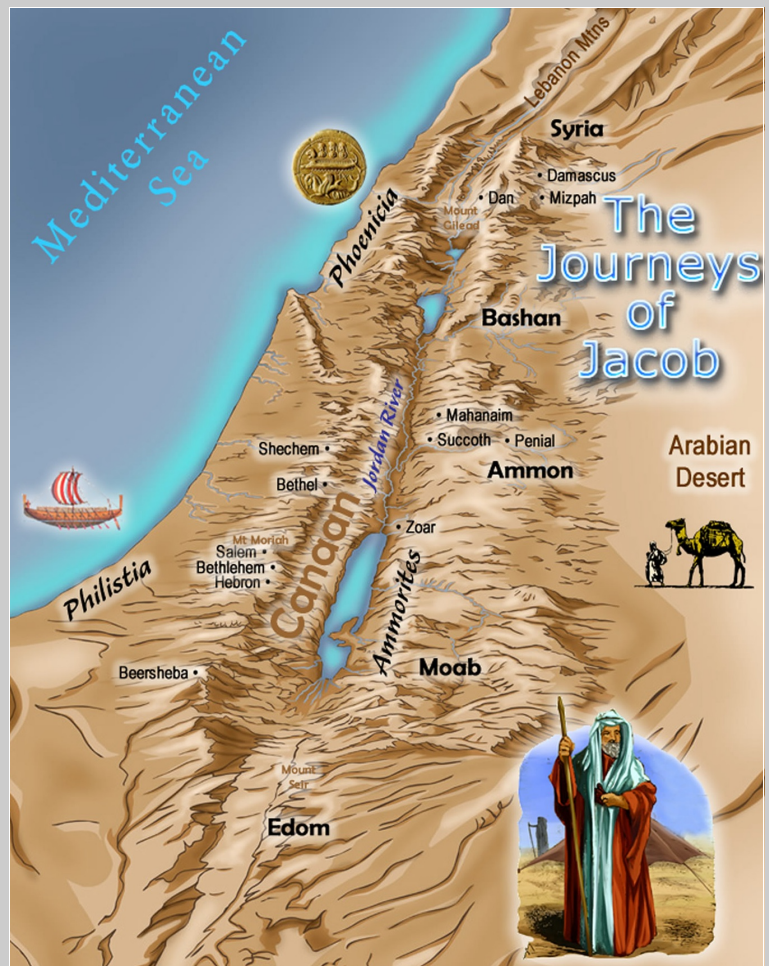 Mediterranean
Sea
Lebanon Mtns
Syria
Damascus
Dan
Mizpah
Mount
Gilead
Phoenicia
The
Journeys
of
Jacob
Bashan
Jordan River
Mahanaim
Succoth
Penial
Shechem
Ammon
Arabian
Desert
Bethel
Canaan
Zoar
Mt Moriah
Salem
Bethlehem
Hebron
Philistia
Ammorites
Moab
Beersheba
Mount
Seir
Edom